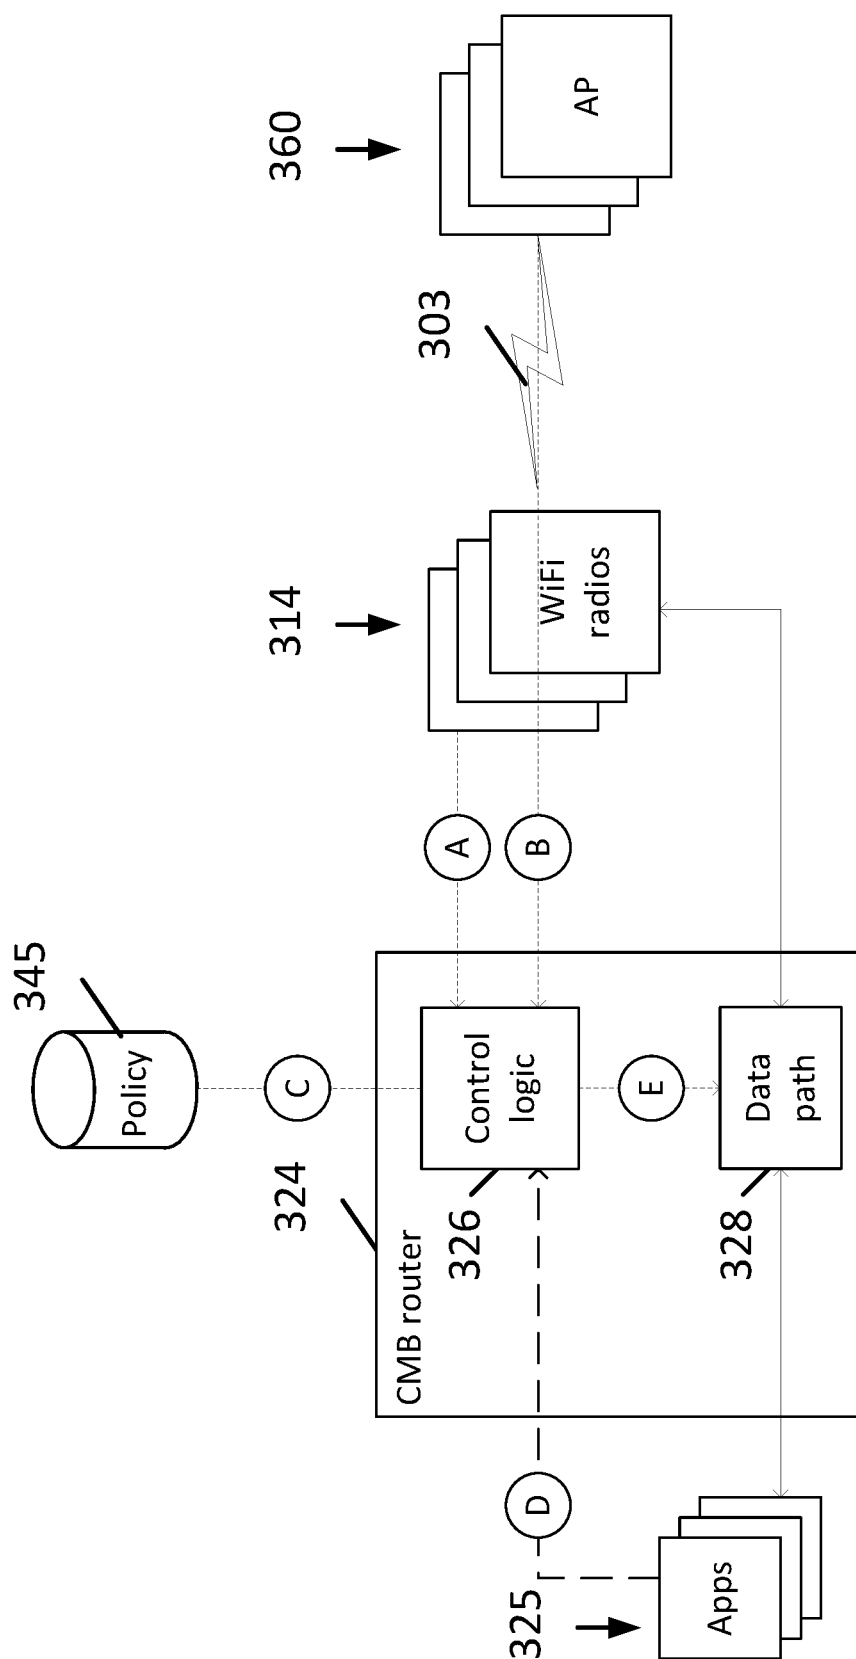 345
Policy
C
324
CMB router
Control
logic
326
A
B
D
E
Data
path
328
325
Apps
314
WiFi
radios
303
360
AP